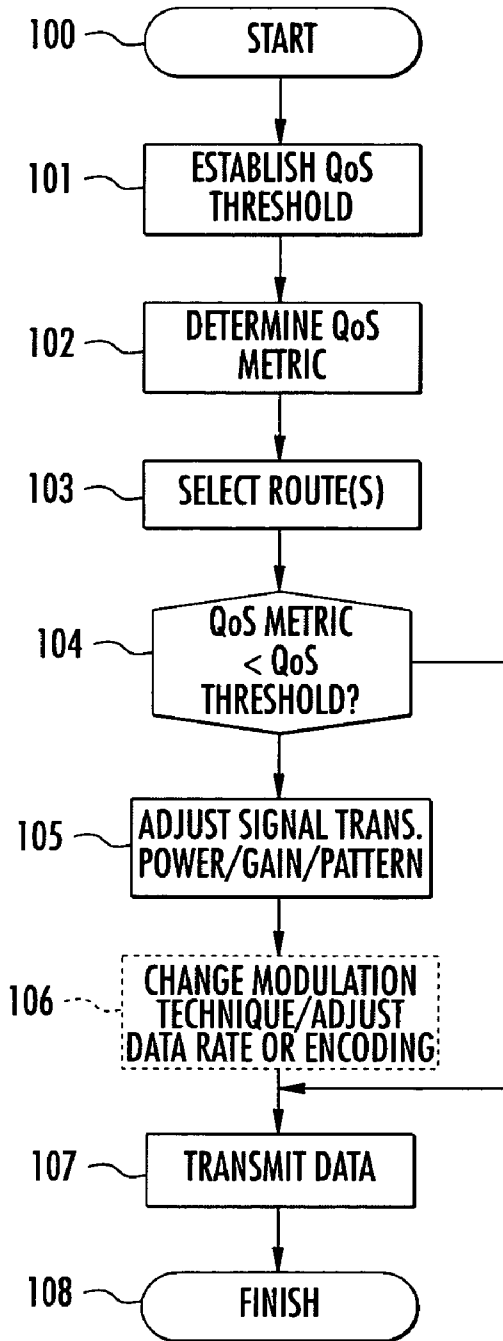 100
START
101
ESTABLISH QoS
THRESHOLD
102
DETERMINE QoS
METRIC
103
SELECT ROUTE(S)
104
QoS METRIC
< QoS
THRESHOLD?
105
ADJUST SIGNAL TRANS.
POWER/GAIN/PATTERN
106
CHANGE MODULATION
TECHNIQUE/ADJUST
DATA RATE OR ENCODING
107
TRANSMIT DATA
108
FINISH